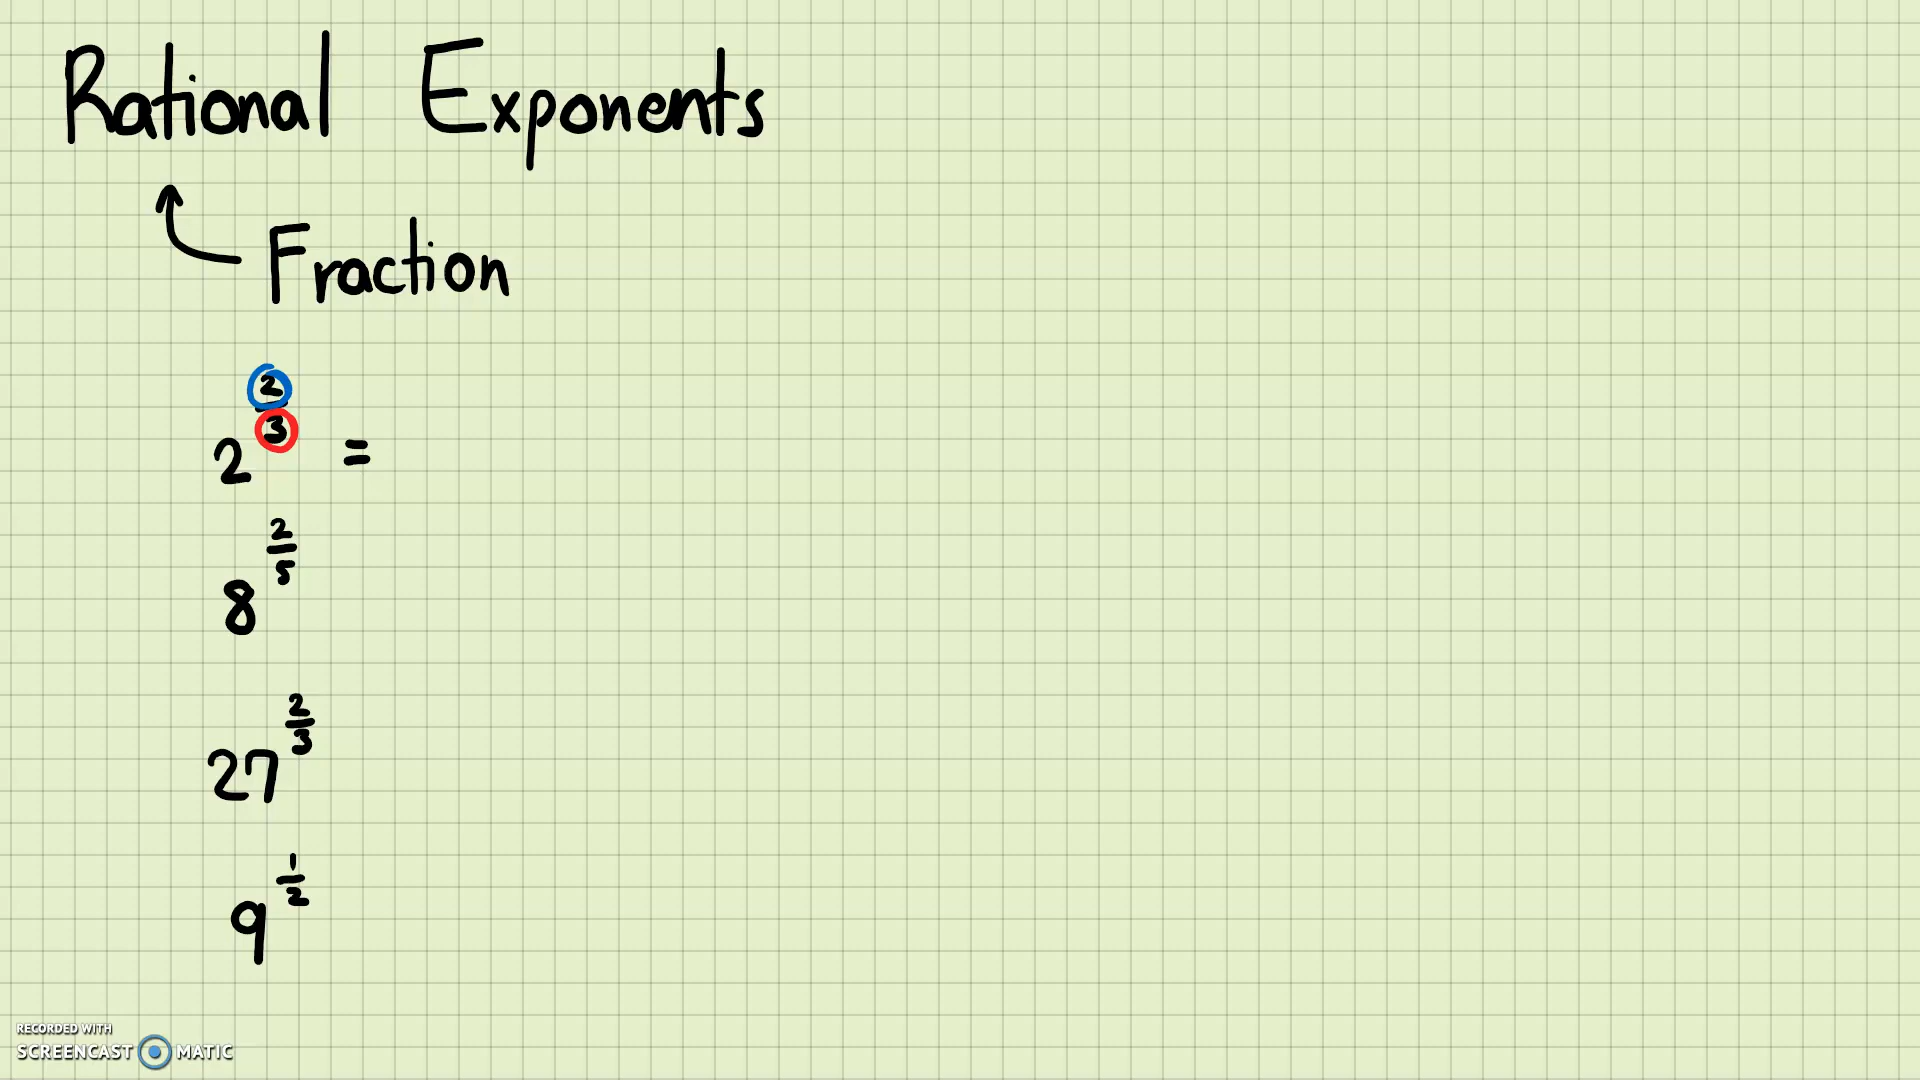 Rational Exponents
Fraction
2^(2/3) =
8^(2/5)
27^(2/3)
9^(1/2)
RECORDED WITH
SCREENCAST MATIC